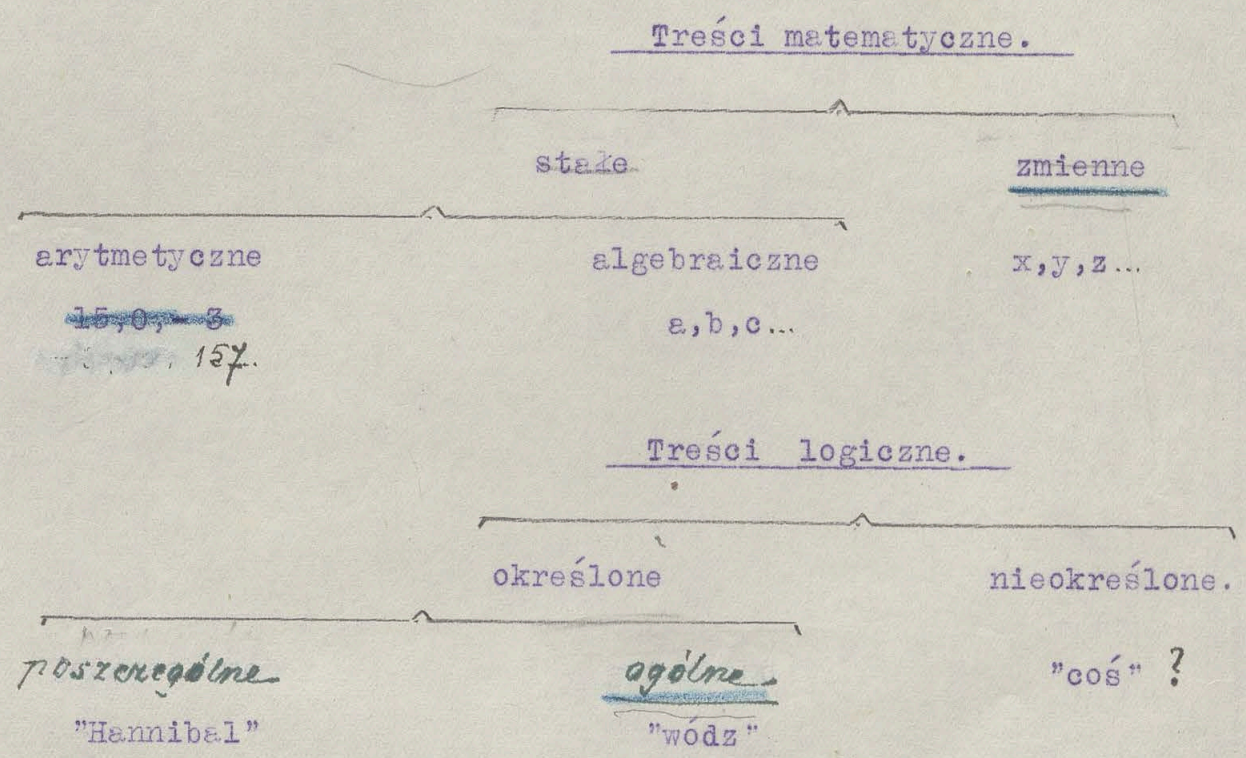 Treści matematyczne.
stałe zmienne
arytmetyczne algebraiczne x,y,z...
15,0,- 3 a,b,c...
157.
Treści logiczne.
określone nieokreślone.
poszczególne ogólne "coś" ?
"Hannibal" "wódz"